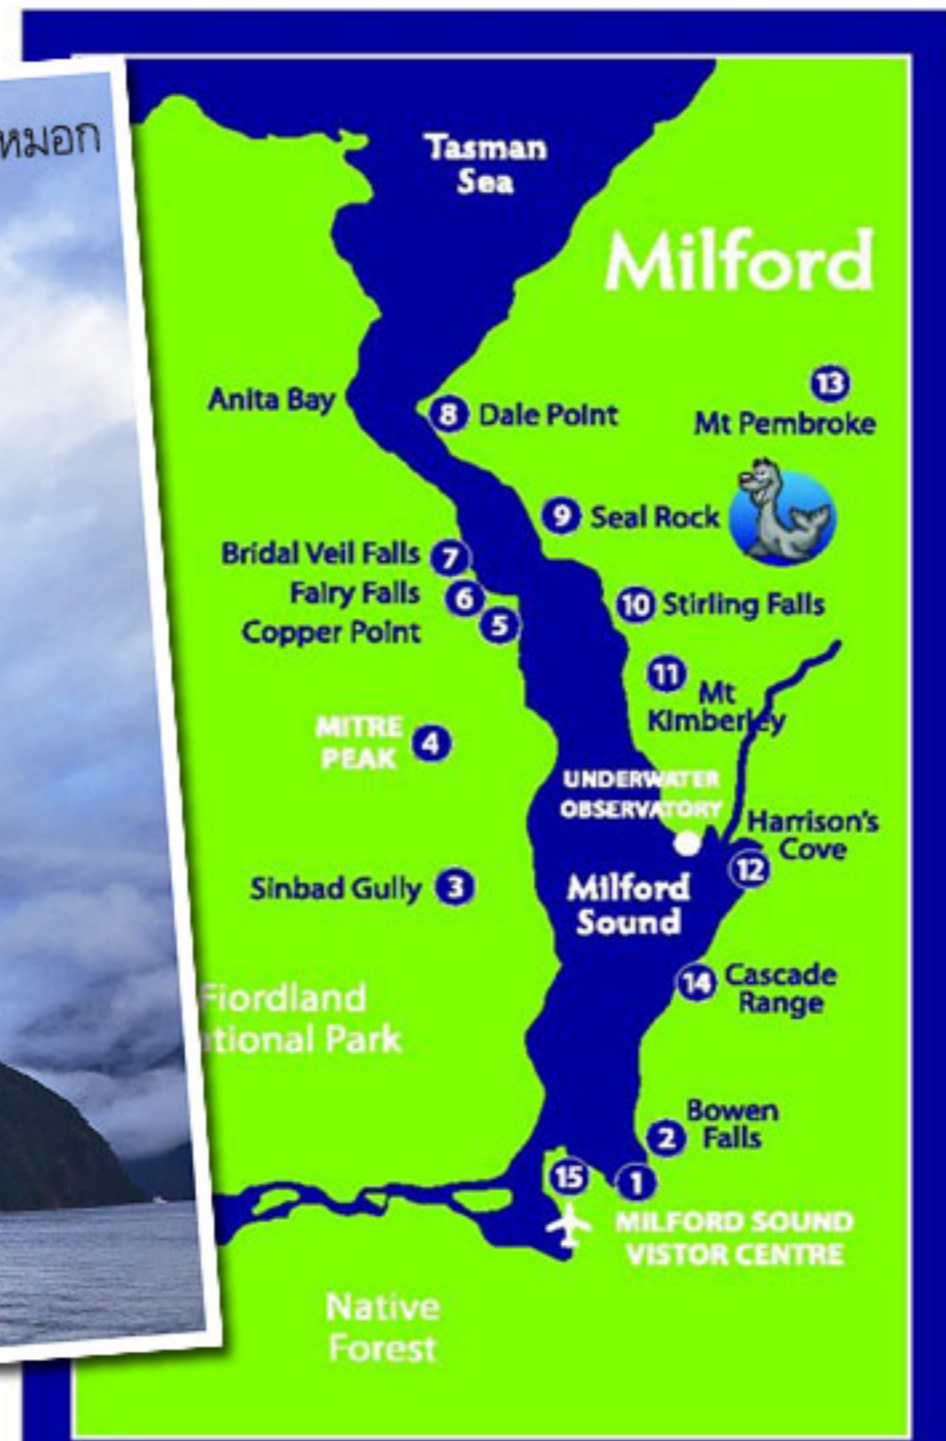 หมอก
Tasman
Sea
Milford
13
Mt Pembroke
Anita Bay
8 Dale Point
9 Seal Rock
Bridal Veil Falls 7
Fairy Falls 6
Copper Point 5
10 Stirling Falls
11 Mt
Kimberley
MITRE
PEAK 4
UNDERWATER
OBSERVATORY
Harrison's
Cove
12
Sinbad Gully 3
Milford
Sound
14 Cascade
Range
Fiordland
tional Park
Bowen
Falls
2
15
1
MILFORD SOUND
VISTOR CENTRE
Native
Forest